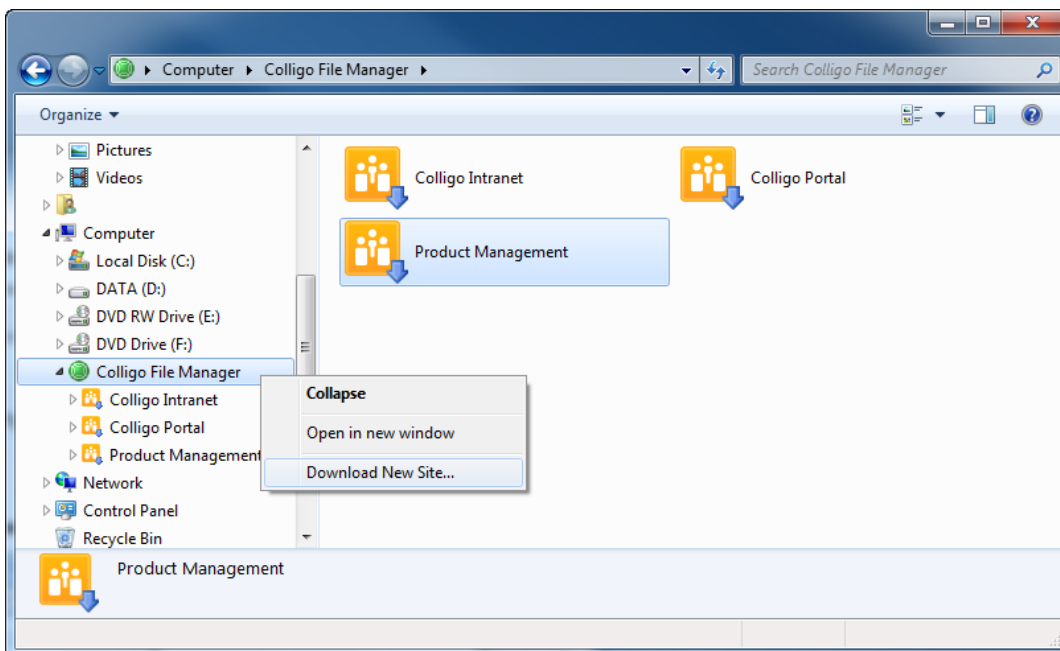 Computer Colligo File Manager
Search Colligo File Manager
Organize
Pictures
Videos
Computer
Local Disk (C:)
DATA (D:)
DVD RW Drive (E:)
DVD Drive (F:)
Colligo File Manager
Colligo Intranet
Colligo Portal
Product Management
Network
Control Panel
Recycle Bin
Colligo Intranet
Colligo Portal
Product Management
Collapse
Open in new window
Download New Site...
Product Management